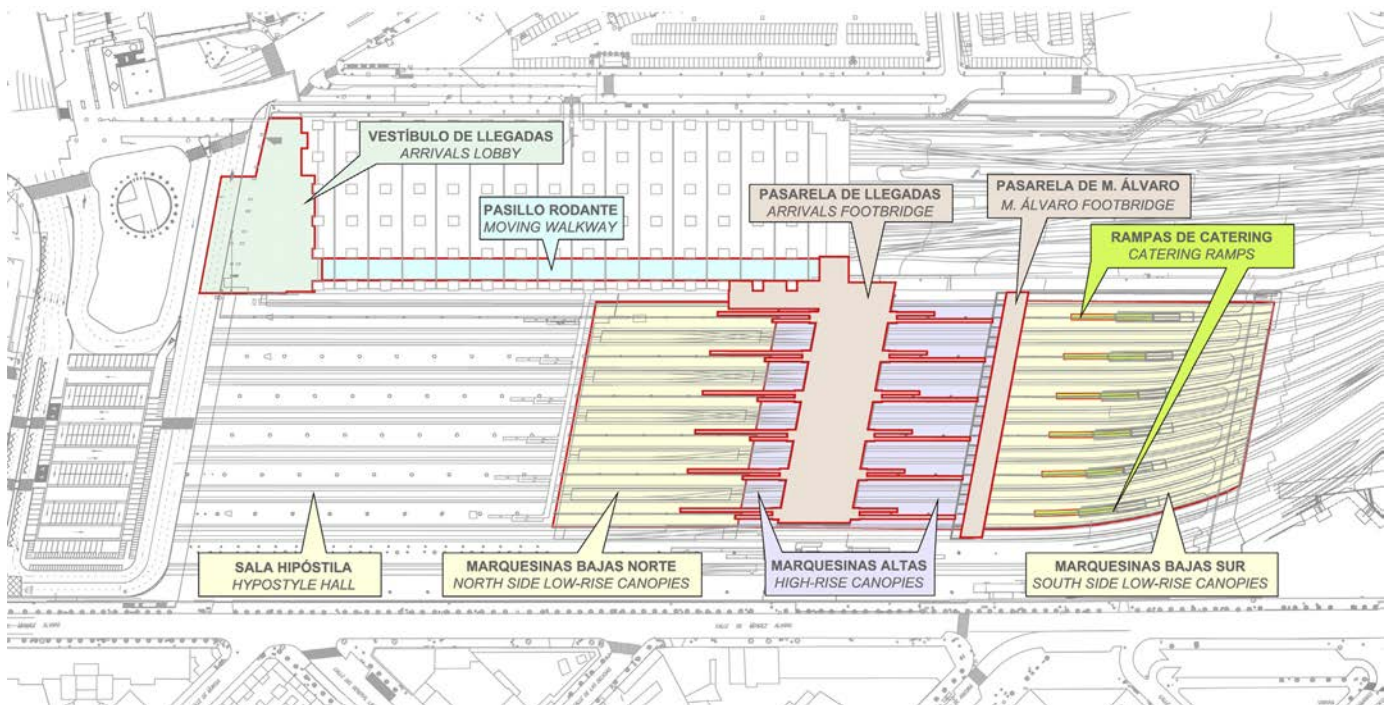 VESTÍBULO DE LLEGADAS
ARRIVALS LOBBY
PASILLO RODANTE
MOVING WALKWAY
PASARELA DE LLEGADAS
ARRIVALS FOOTBRIDGE
PASARELA DE M. ÁLVARO
M. ÁLVARO FOOTBRIDGE
RAMPAS DE CATERING
CATERING RAMPS
SALA HIPÓSTILA
HYPOSTYLE HALL
MARQUESINAS BAJAS NORTE
NORTH SIDE LOW-RISE CANOPIES
MARQUESINAS ALTAS
HIGH-RISE CANOPIES
MARQUESINAS BAJAS SUR
SOUTH SIDE LOW-RISE CANOPIES